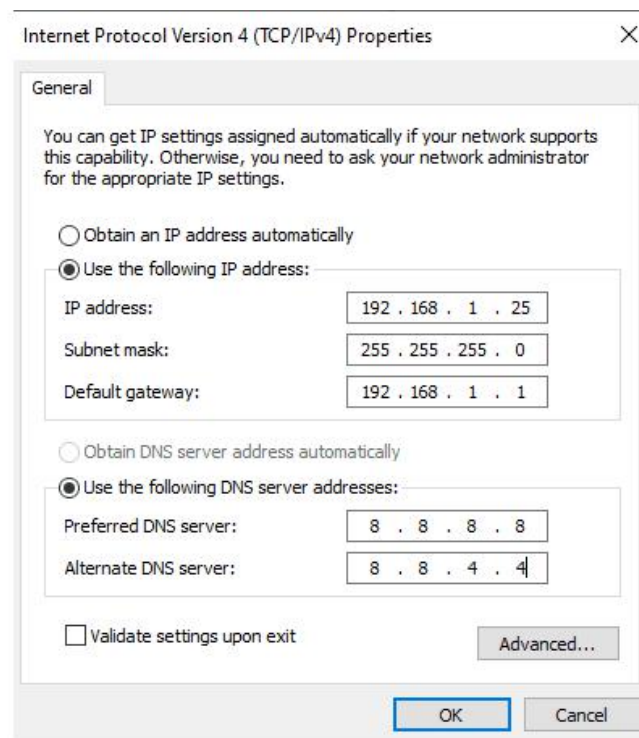 Internet Protocol Version 4 (TCP/IPv4) Properties
General
You can get IP settings assigned automatically if your network supports
this capability. Otherwise, you need to ask your network administrator
for the appropriate IP settings.
Obtain an IP address automatically
Use the following IP address:
IP address: 192 . 168 . 1 . 25
Subnet mask: 255 . 255 . 255 . 0
Default gateway: 192 . 168 . 1 . 1
Obtain DNS server address automatically
Use the following DNS server addresses:
Preferred DNS server: 8 . 8 . 8 . 8
Alternate DNS server: 8 . 8 . 4 . 4
Validate settings upon exit
Advanced...
OK Cancel